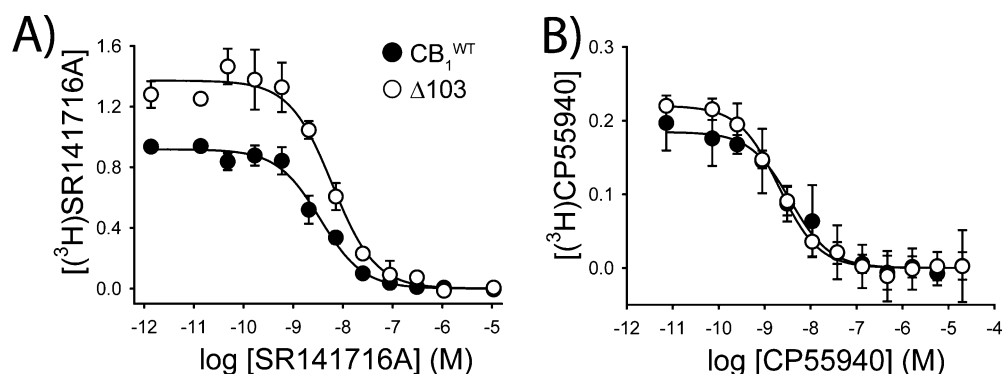 A)
[(³H)SR141716A]
1.6
1.2
0.8
0.4
0.0
CB₁ᵂᵀ
Δ103
-12 -11 -10 -9 -8 -7 -6 -5
log [SR141716A] (M)
B)
[(³H)CP55940]
0.3
0.2
0.1
0.0
-12 -11 -10 -9 -8 -7 -6 -5 -4
log [CP55940] (M)